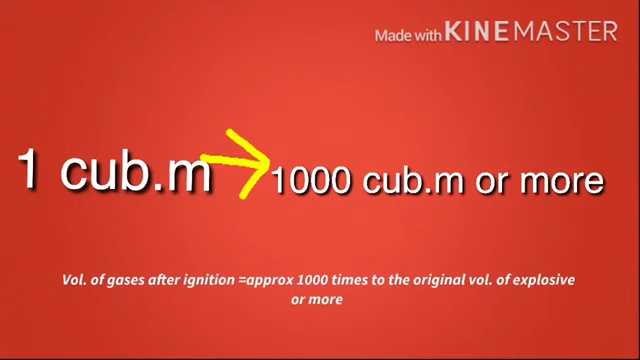 Made with KINEMASTER
1 cub.m 1000 cub.m or more
Vol. of gases after ignition =approx 1000 times to the original vol. of explosive
or more